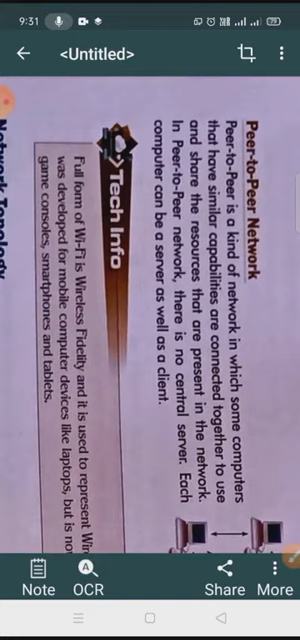 9:31
<Untitled>
Peer-to-Peer Network
Peer-to-Peer is a kind of network in which some computers
that have similar capabilities are connected together to use
and share the resources that are present in the network.
In Peer-to-Peer network, there is no central server. Each
computer can be a server as well as a client.
Tech Info
Full form of Wi-Fi is Wireless Fidelity and it is used to represent
was developed for mobile computer devices like laptops, but is
game consoles, smartphones and tablets.
Network Topology
Note
OCR
Share
More